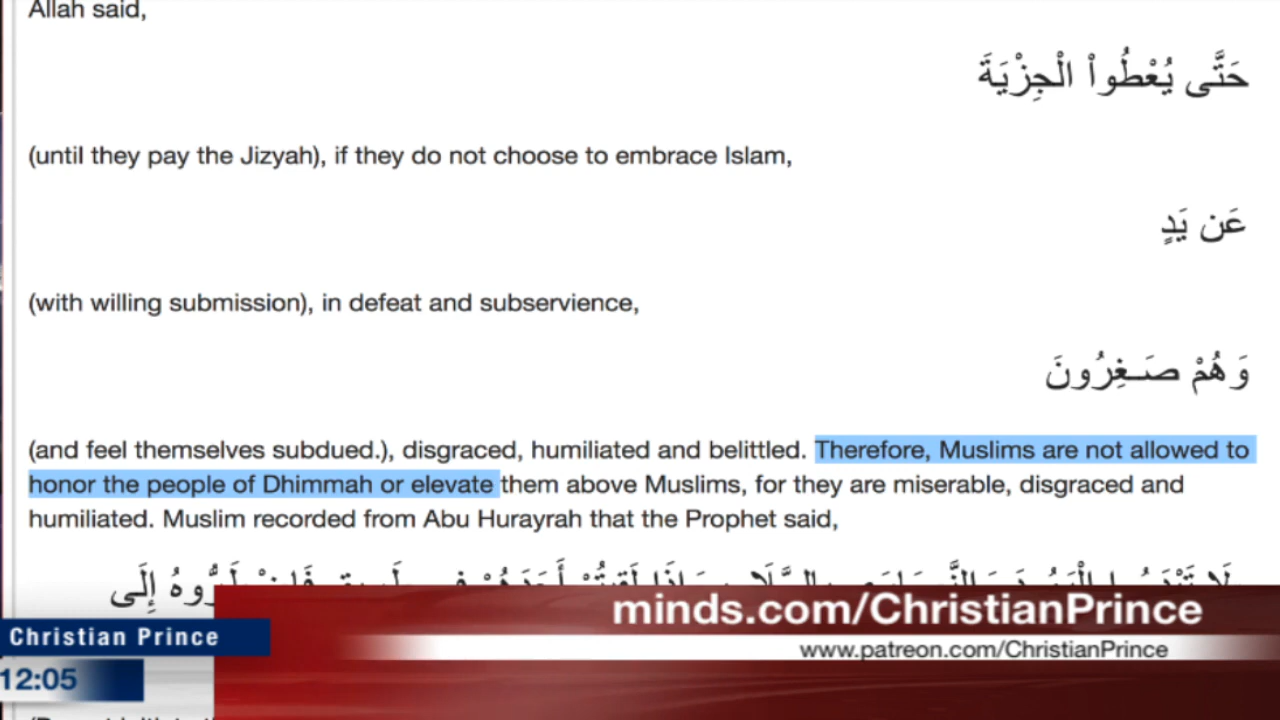 Allah said,
حَتَّى يُعْطُواْ الْجِزْيَةَ
(until they pay the Jizyah), if they do not choose to embrace Islam,
عَن يَدٍ
(with willing submission), in defeat and subservience,
وَهُمْ صَـغِرُونَ
(and feel themselves subdued.), disgraced, humiliated and belittled. Therefore, Muslims are not allowed to
honor the people of Dhimmah or elevate them above Muslims, for they are miserable, disgraced and
humiliated. Muslim recorded from Abu Hurayrah that the Prophet said,
إِلَى
minds.com/ChristianPrince
Christian Prince
www.patreon.com/ChristianPrince
12:05